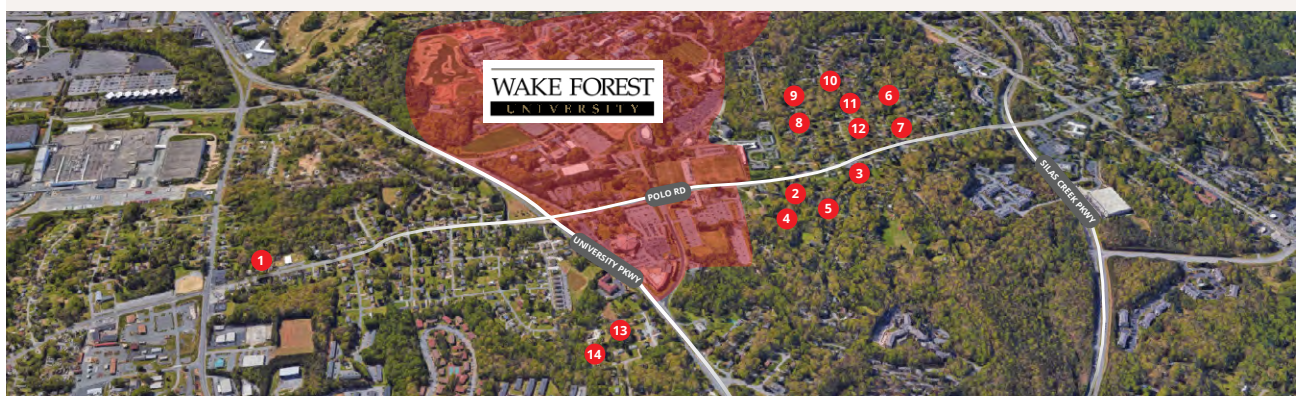 WAKE FOREST
UNIVERSITY
10
9
11
6
8
12
7
3
POLO RD
2
5
4
SILAS CREEK PKWY
1
UNIVERSITY PKWY
13
14